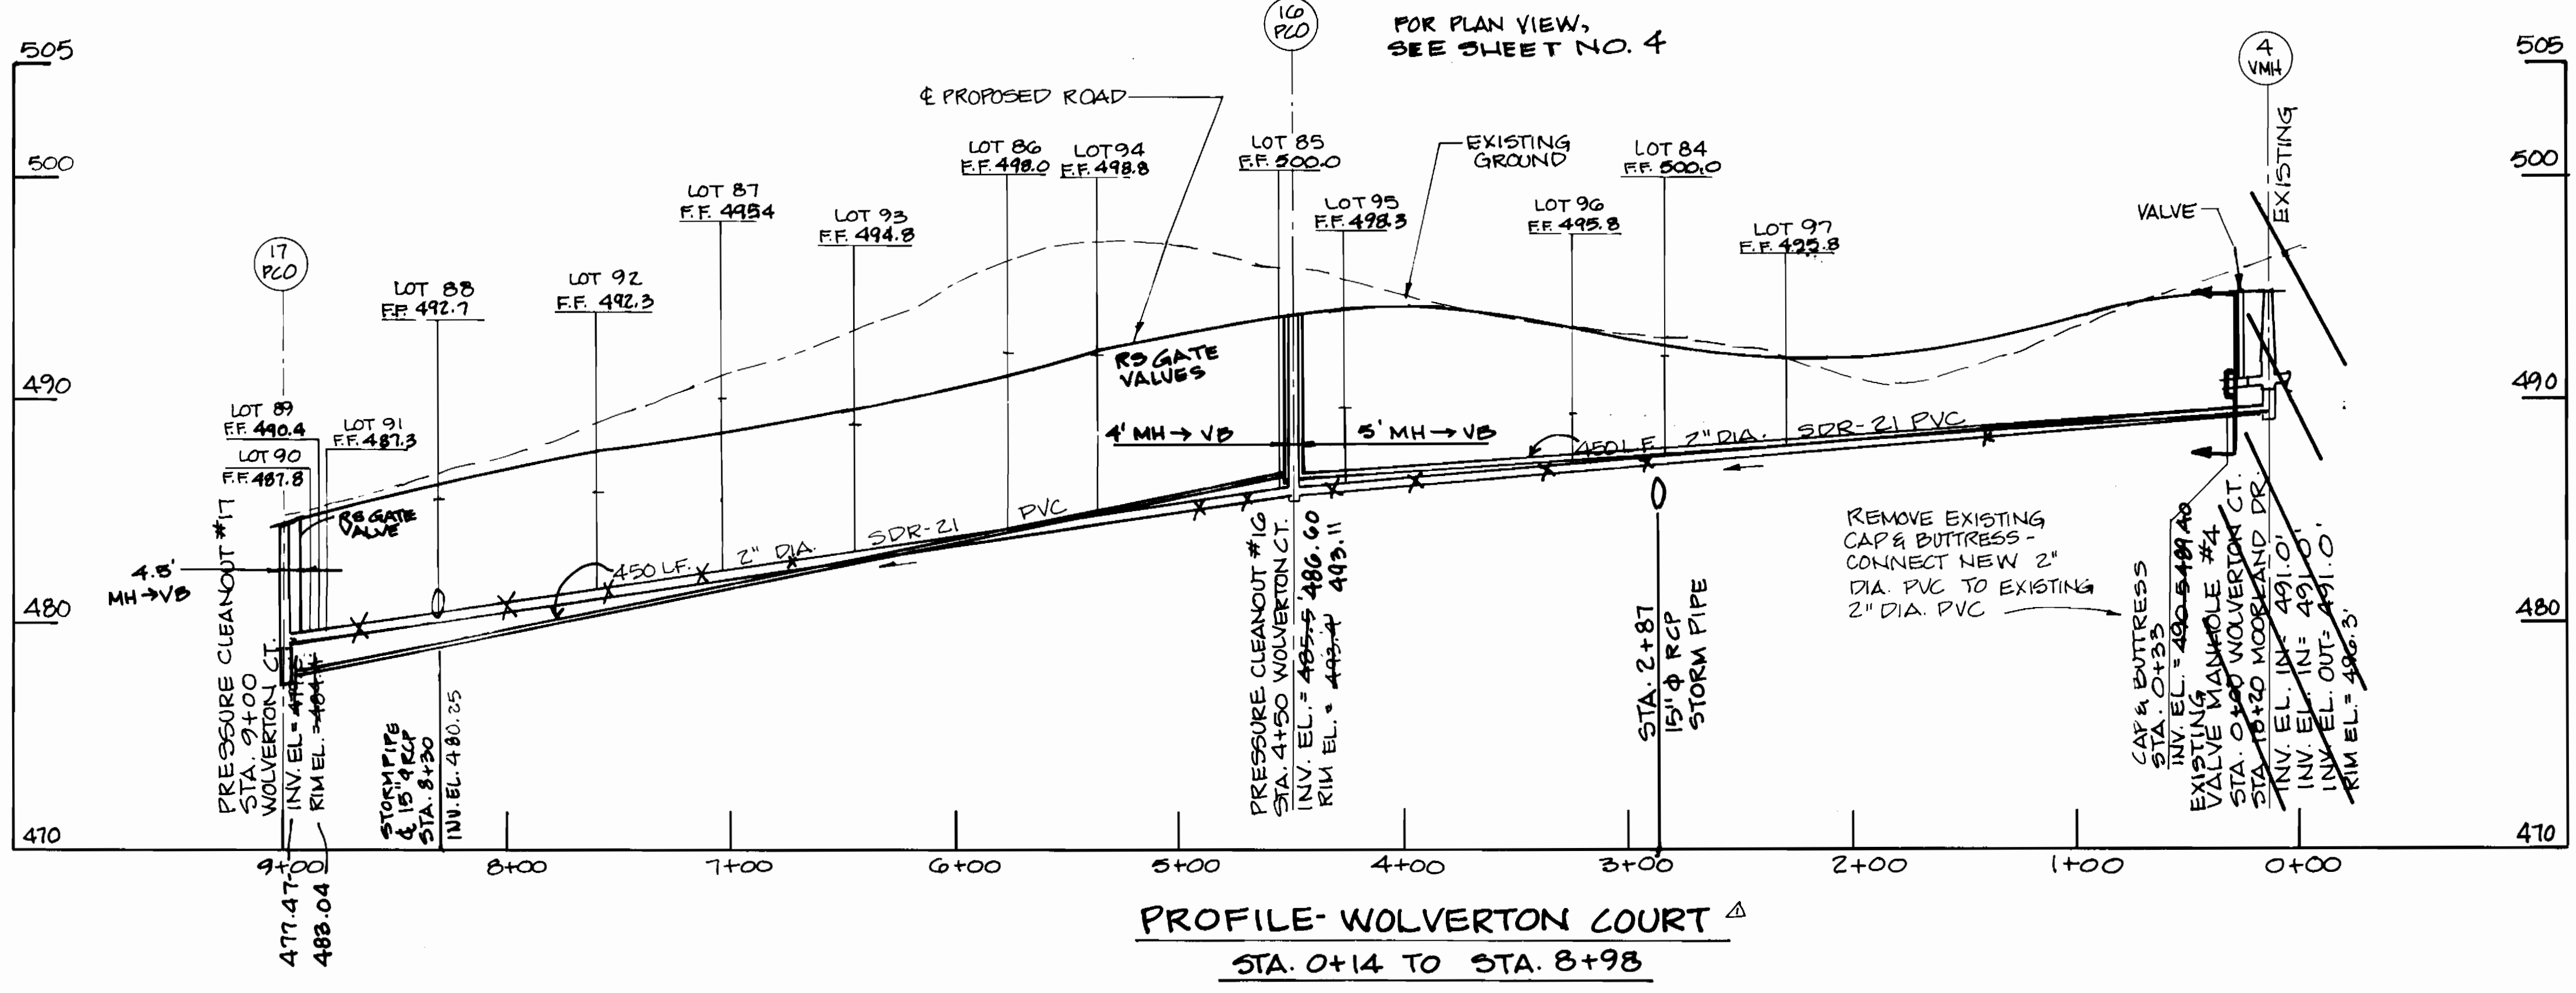 505
500
490
480
470
505
500
490
480
470
16
PCO
FOR PLAN VIEW,
SEE SHEET NO. 4
4
VMH
EXISTING
℄ PROPOSED ROAD
EXISTING
GROUND
VALVE
17
PCO
LOT 88
F.F. 492.7
LOT 92
F.F. 492.3
LOT 87
F.F. 4954
LOT 93
F.F. 494.8
LOT 86
F.F. 498.0
LOT94
F.F. 498.8
LOT 85
F.F. 500.0
LOT 95
F.F. 498.3
LOT 96
F.F. 495.8
LOT 84
F.F. 500.0
LOT 97
F.F. 495.8
LOT 89
F.F. 490.4
LOT 90
F.F. 487.8
LOT 91
F.F. 487.3
RS GATE
VALVE
RS GATE
VALVES
4' MH → VB
5' MH → VB
4.5'
MH→VB
450 LF. 2" DIA. SDR-21 PVC
450 LF 2" DIA. SDR-21 PVC
PRESSURE CLEANOUT #17
STA. 9+00
WOLVERTON CT.
INV. EL =
RIM EL. =
477.47
483.04
STORM PIPE
℄ 15" φ RCP
STA. 8+30
INV. EL. 480.25
PRESSURE CLEANOUT #16
STA. 4+50 WOLVERTON CT.
INV. EL. = 485.5' 486.60
RIM EL. = 493.4' 493.11
STA. 2+87
15" φ RCP
STORM PIPE
REMOVE EXISTING
CAP & BUTTRESS -
CONNECT NEW 2"
DIA. PVC TO EXISTING
2" DIA. PVC
CAP & BUTTRESS
STA. 0+33
INV. EL. = 490.5 489.40
EXISTING
VALVE MANHOLE #4
STA. 0+00 WOLVERTON CT.
STA. 18+20 MOORLAND DR.
INV. EL. IN= 491.0'
INV. EL. IN= 491.0'
INV. EL. OUT= 491.0'
RIM EL. = 496.3'
9+00
8+00
7+00
6+00
5+00
4+00
3+00
2+00
1+00
0+00
PROFILE- WOLVERTON COURT
STA. 0+14 TO STA. 8+98